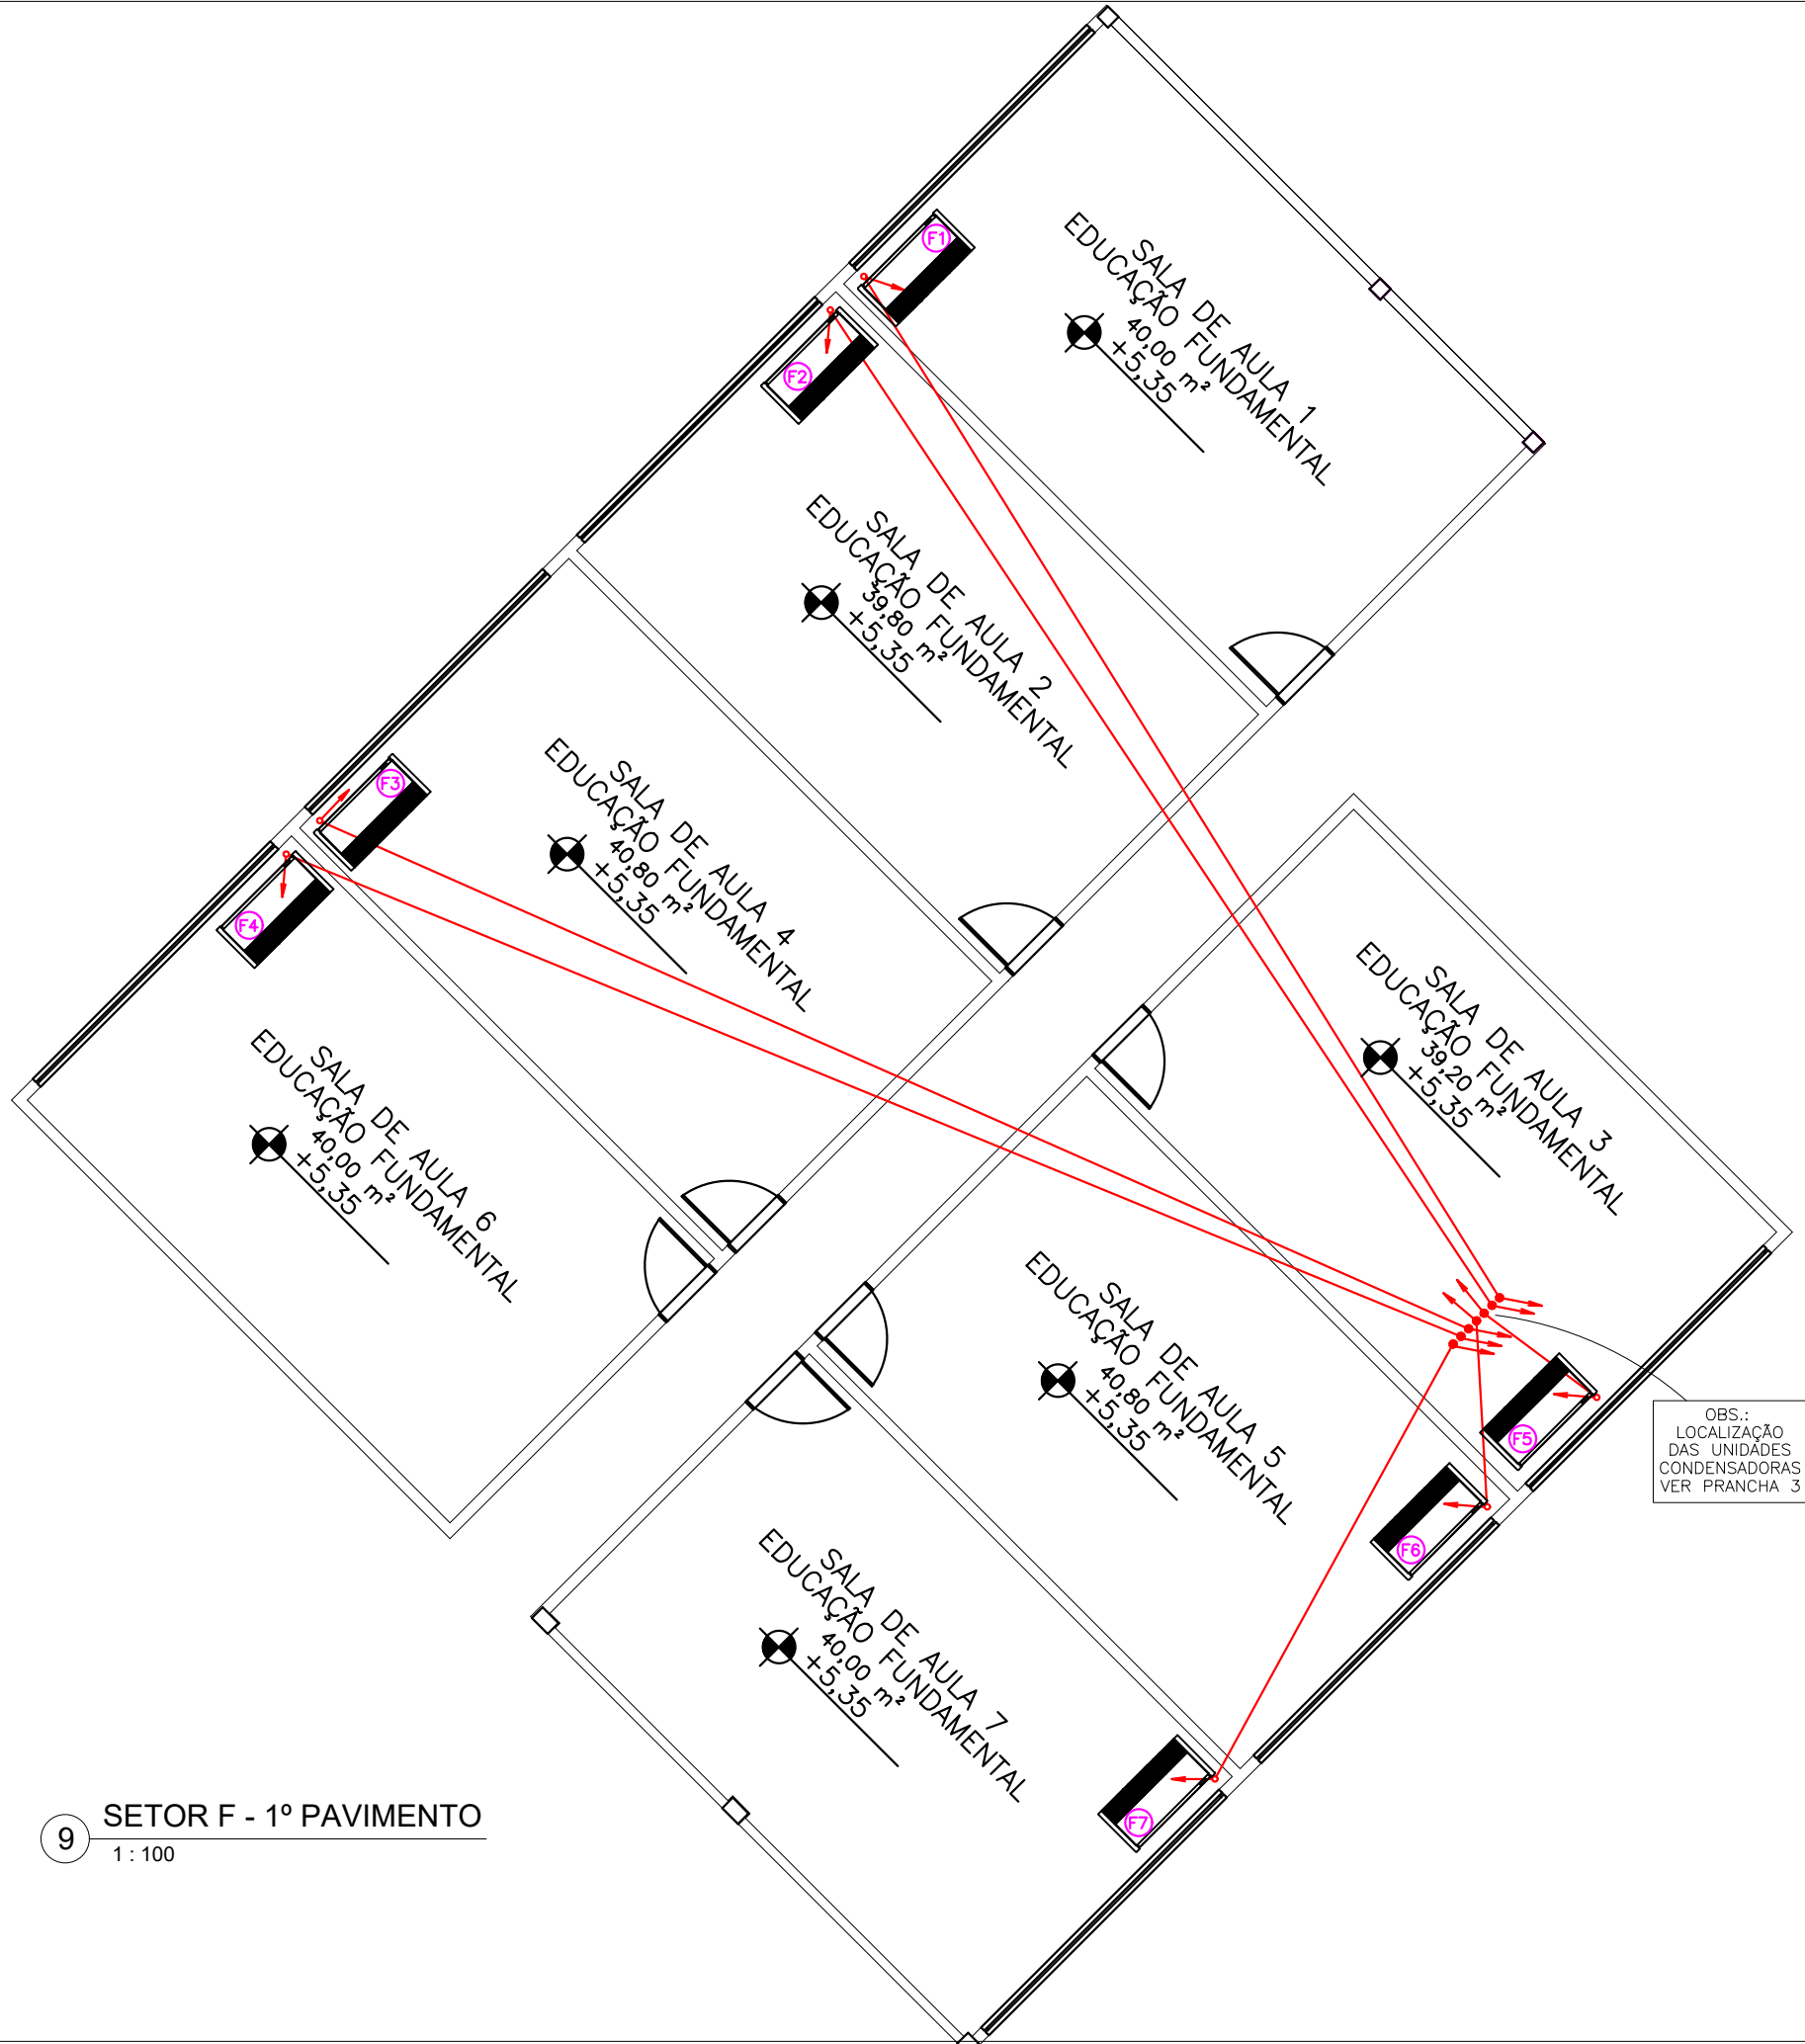 F1
SALA DE AULA 1
EDUCAÇÃO FUNDAMENTAL
40,00 m²
+5,35
F2
SALA DE AULA 2
EDUCAÇÃO FUNDAMENTAL
39,80 m²
+5,35
F3
SALA DE AULA 4
EDUCAÇÃO FUNDAMENTAL
40,80 m²
+5,35
F4
SALA DE AULA 6
EDUCAÇÃO FUNDAMENTAL
40,00 m²
+5,35
SALA DE AULA 3
EDUCAÇÃO FUNDAMENTAL
39,20 m²
+5,35
F5
SALA DE AULA 5
EDUCAÇÃO FUNDAMENTAL
40,80 m²
+5,35
F6
SALA DE AULA 7
EDUCAÇÃO FUNDAMENTAL
40,00 m²
+5,35
F7
OBS.:
LOCALIZAÇÃO
DAS UNIDADES
CONDENSADORAS
VER PRANCHA 3
9
SETOR F - 1º PAVIMENTO
1 : 100